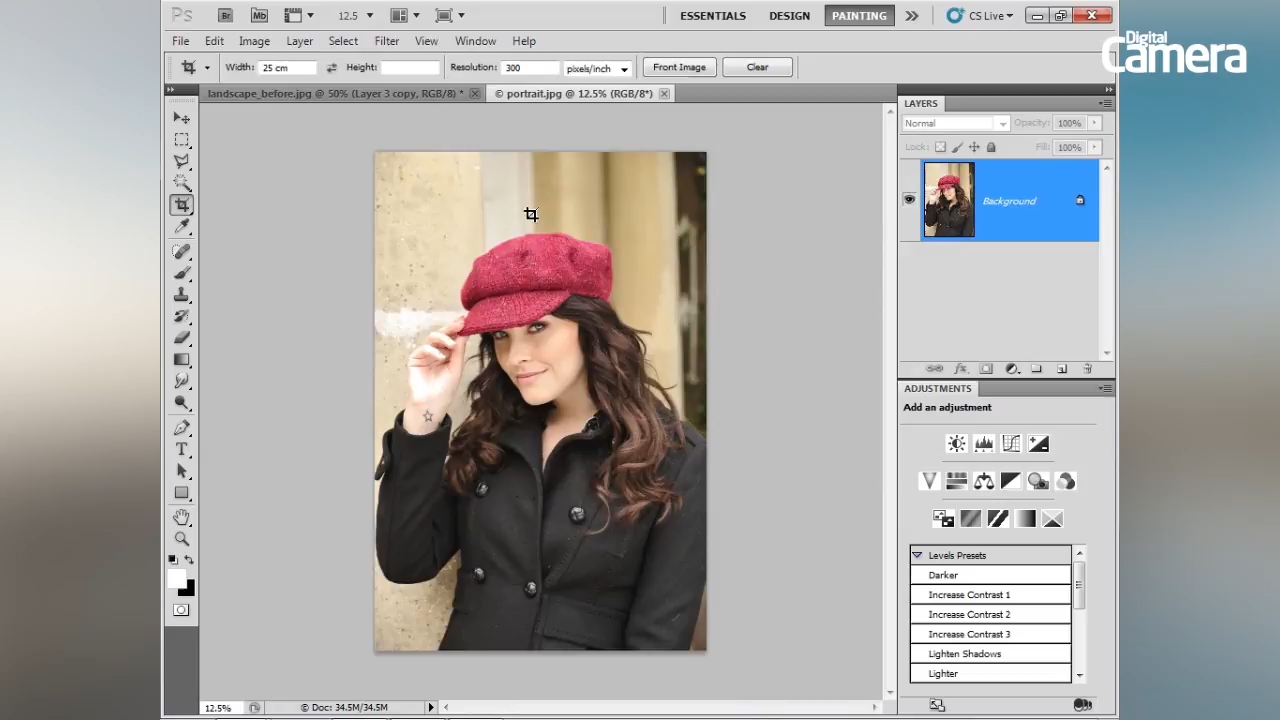 Ps Br Mb 12.5 ESSENTIALS DESIGN PAINTING CS Live
Digital
Camera
File Edit Image Layer Select Filter View Window Help
Width: 25 cm Height: Resolution: 300 pixels/inch Front Image Clear
landscape_before.jpg @ 50% (Layer 3 copy, RGB/8) * © portrait.jpg @ 12.5% (RGB/8*)
LAYERS
Normal Opacity: 100%
Lock: Fill: 100%
Background
ADJUSTMENTS
Add an adjustment
Levels Presets
Darker
Increase Contrast 1
Increase Contrast 2
Increase Contrast 3
Lighten Shadows
Lighter
12.5% © Doc: 34.5M/34.5M